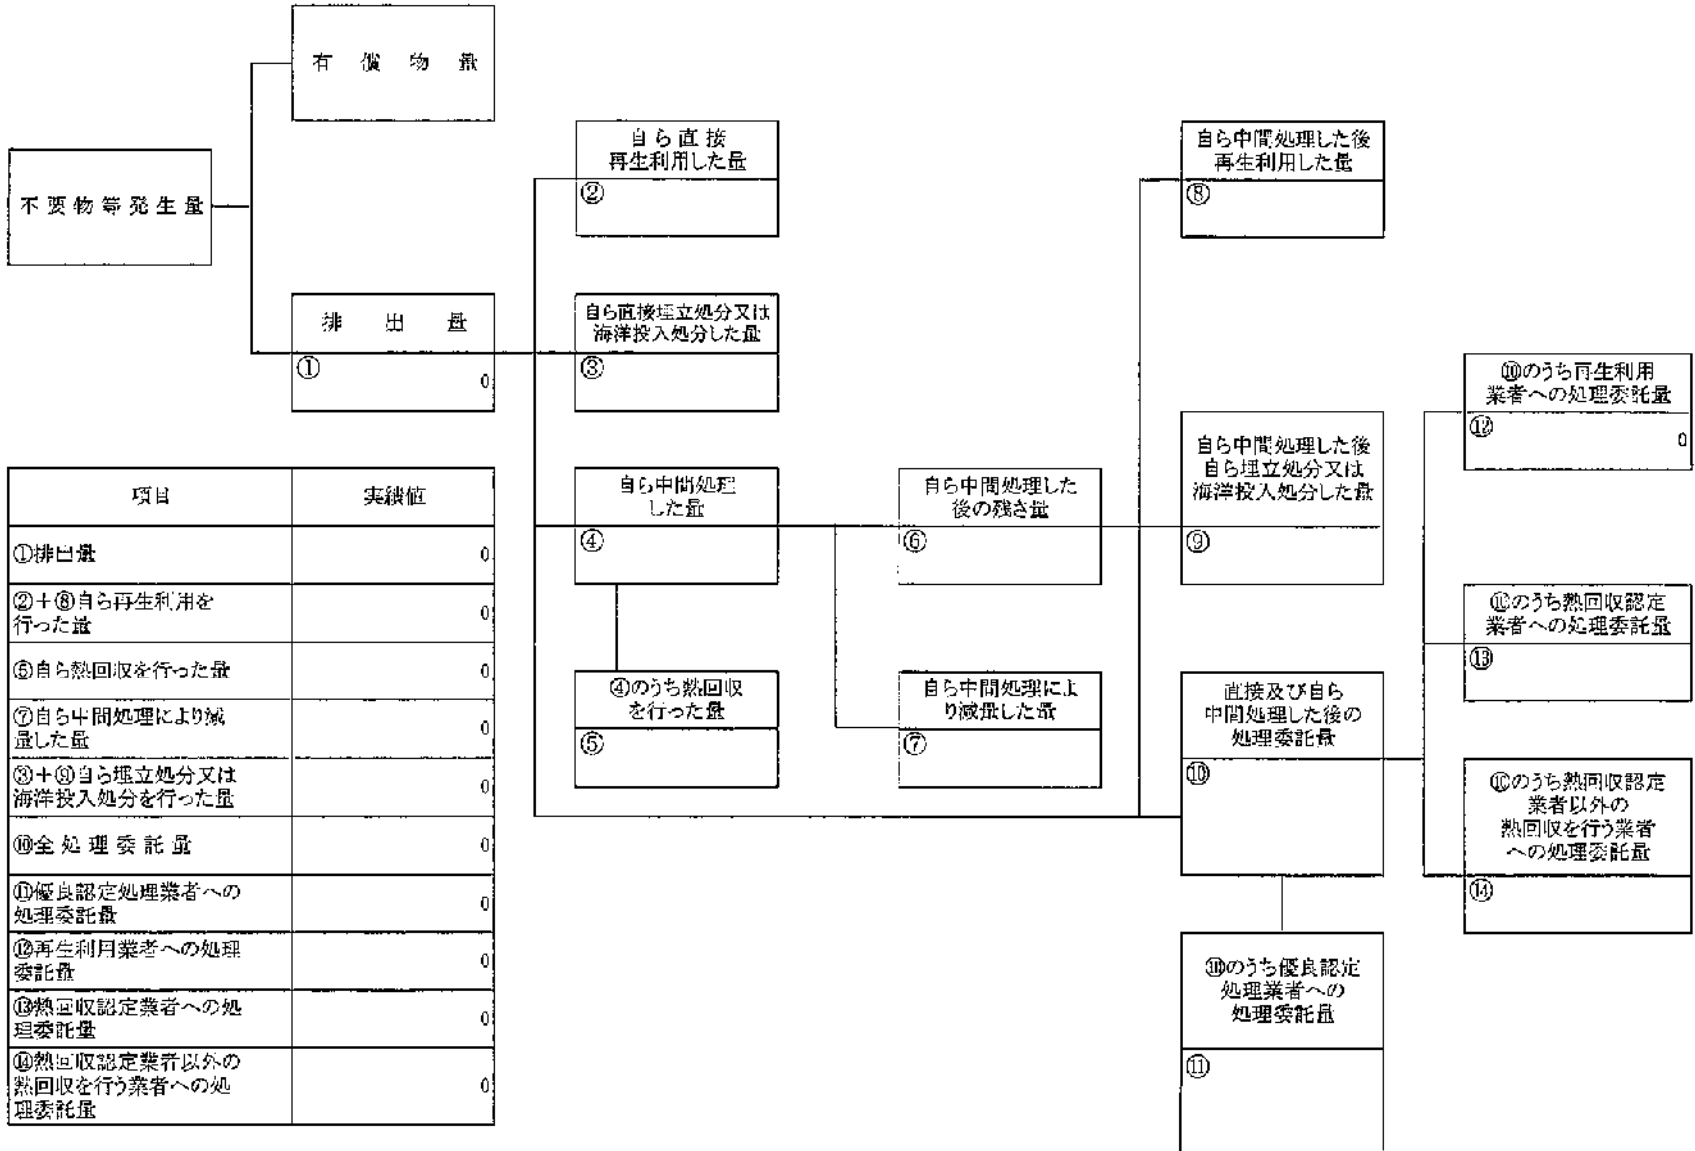 有償物量
不要物等発生量
排出量
①
0
自ら直接
再生利用した量
②
自ら直接埋立処分又は
海洋投入処分した量
③
自ら中間処理
した量
④
④のうち熱回収
を行った量
⑤
自ら中間処理した
後の残さ量
⑥
自ら中間処理によ
り減量した量
⑦
自ら中間処理した後
再生利用した量
⑧
自ら中間処理した後
自ら埋立処分又は
海洋投入処分した量
⑨
直接及び自ら
中間処理した後の
処理委託量
⑩
⑩のうち優良認定
処理業者への
処理委託量
⑪
⑩のうち再生利用
業者への処理委託量
⑫
0
⑩のうち熱回収認定
業者への処理委託量
⑬
⑩のうち熱回収認定
業者以外の
熱回収を行う業者
への処理委託量
⑭
項目 実績値
①排出量 0
②+⑧自ら再生利用を
行った量 0
⑤自ら熱回収を行った量 0
⑦自ら中間処理により減
量した量 0
③+⑨自ら埋立処分又は
海洋投入処分を行った量 0
⑩全処理委託量 0
⑪優良認定処理業者への
処理委託量 0
⑫再生利用業者への処理
委託量 0
⑬熱回収認定業者への処
理委託量 0
⑭熱回収認定業者以外の
熱回収を行う業者への処
理委託量 0